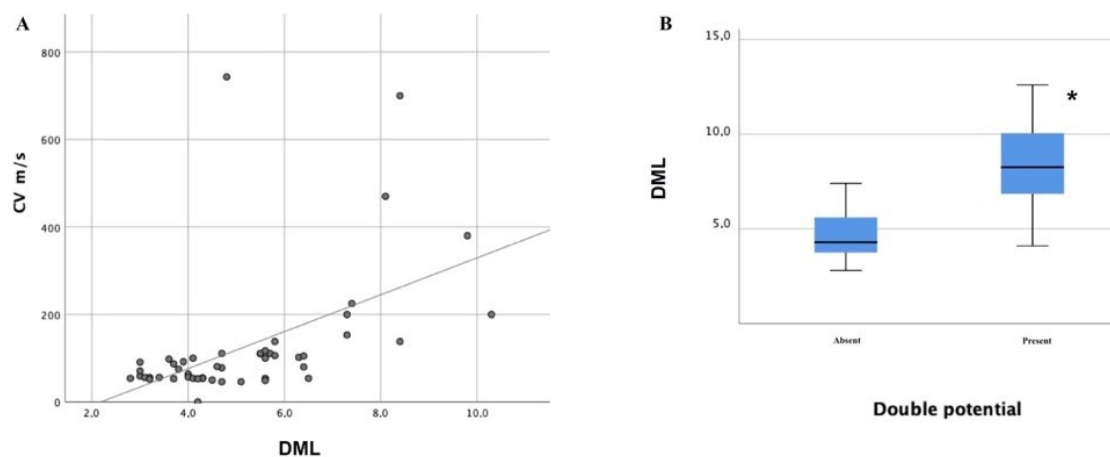 A
CV m/s
800
600
400
200
0
2,0 4,0 6,0 8,0 10,0
DML
B
DML
15,0
10,0
5,0
*
Absent Present
Double potential